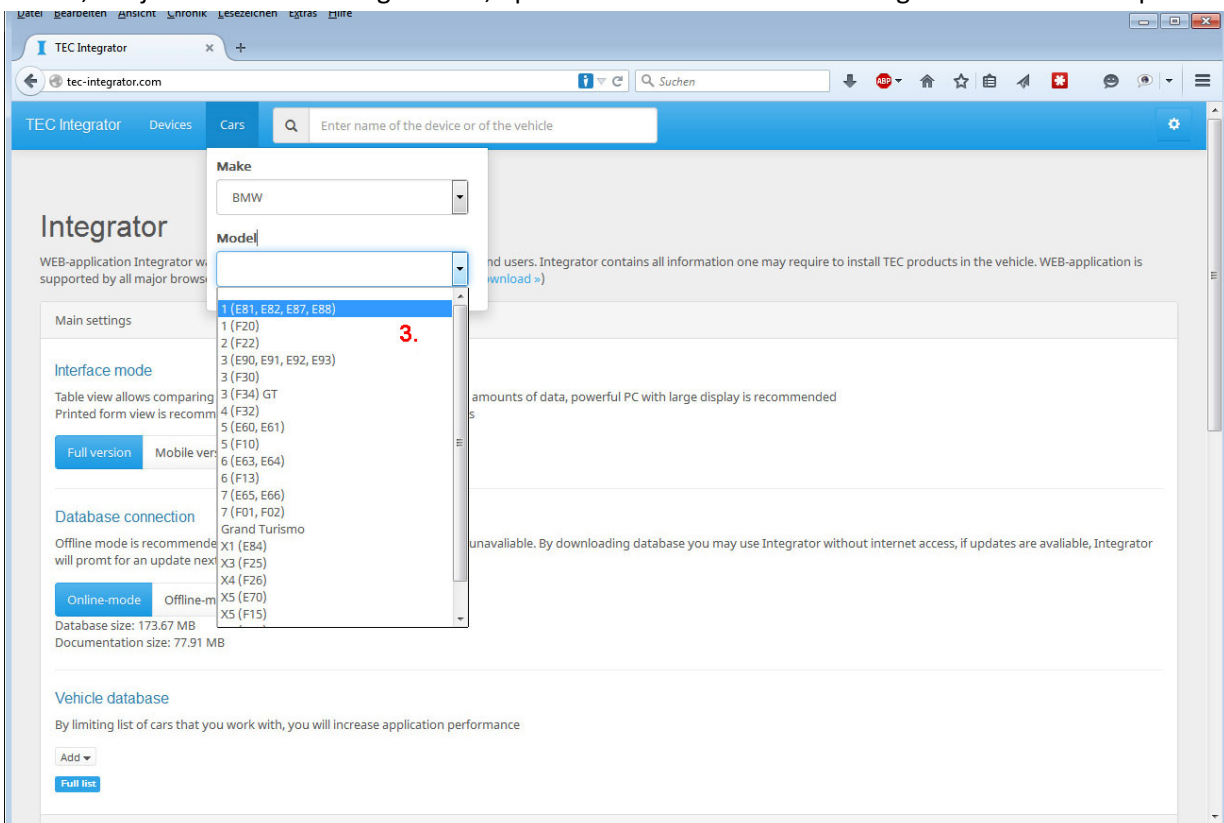 Datei Bearbeiten Ansicht Chronik Lesezeichen Extras Hilfe
TEC Integrator × +
tec-integrator.com Suchen ABP
TEC Integrator Devices Cars Enter name of the device or of the vehicle
Make
BMW
Integrator
Model
WEB-application Integrator nd users. Integrator contains all information one may require to install TEC products in the vehicle. WEB-application is
supported by all major brows wnload »)
Main settings
1 (E81, E82, E87, E88)
1 (F20)
3.
2 (F22)
3 (E90, E91, E92, E93)
Interface mode
3 (F30)
Table view allows comparing 3 (F34) GT amounts of data, powerful PC with large display is recommended
Printed form view is recomm 4 (F32) s
5 (E60, E61)
5 (F10)
Full version Mobile ver
6 (E63, E64)
6 (F13)
7 (E65, E66)
7 (F01, F02)
Database connection
Grand Turismo
Offline mode is recommende X1 (E84) unavaliable. By downloading database you may use Integrator without internet access, if updates are avaliable, Integrator
will promt for an update nex X3 (F25)
X4 (F26)
Online-mode Offline-m X5 (E70)
X5 (F15)
Database size: 173.67 MB
Documentation size: 77.91 MB
Vehicle database
By limiting list of cars that you work with, you will increase application performance
Add
Full list